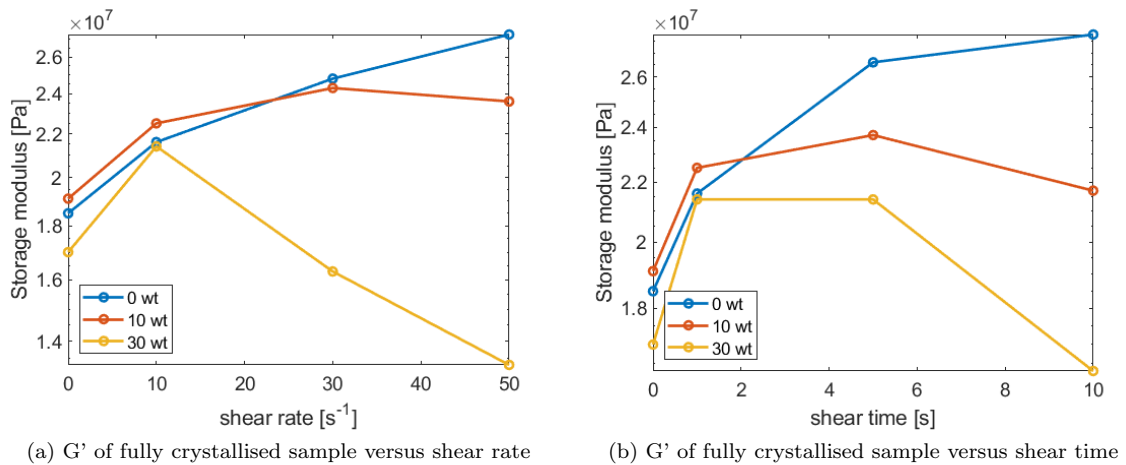 ×10⁷
2.6
2.4
2.2
2
1.8
1.6
1.4
Storage modulus [Pa]
0 wt
10 wt
30 wt
0 10 20 30 40 50
shear rate [s⁻¹]
(a) G' of fully crystallised sample versus shear rate
×10⁷
2.6
2.4
2.2
2
1.8
Storage modulus [Pa]
0 wt
10 wt
30 wt
0 2 4 6 8 10
shear time [s]
(b) G' of fully crystallised sample versus shear time